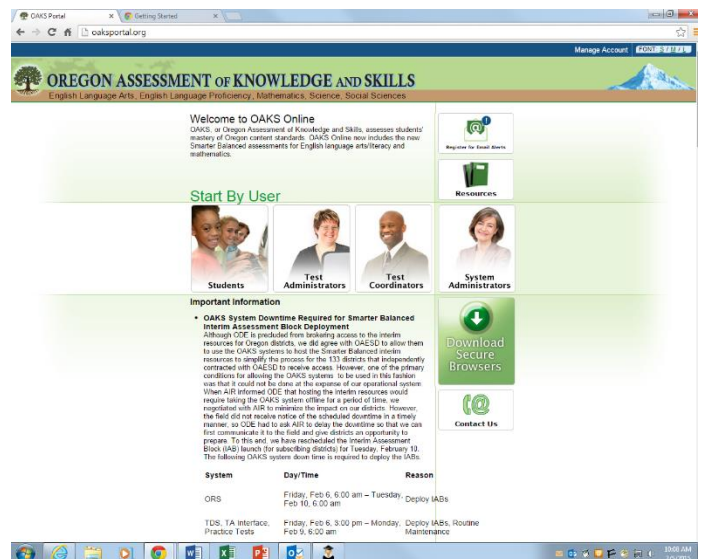 OAKS Portal
Getting Started
oaksportal.org
Manage Account
FONT
OREGON ASSESSMENT OF KNOWLEDGE AND SKILLS
English Language Arts, English Language Proficiency, Mathematics, Science, Social Sciences
Welcome to OAKS Online
OAKS, or Oregon Assessment of Knowledge and Skills, assesses students'
mastery of Oregon content standards. OAKS Online now includes the new
Smarter Balanced assessments for English language arts/literacy and
mathematics.
Register for Email Alerts
Resources
Start By User
Students
Test
Administrators
Test
Coordinators
System
Administrators
Important Information
• OAKS System Downtime Required for Smarter Balanced
Interim Assessment Block Deployment
Although ODE is precluded from brokering access to the interim
resources for Oregon districts, we did agree with OAESD to allow them
to use the OAKS systems to host the Smarter Balanced interim
resources to simplify the process for the 133 districts that independently
contracted with OAESD to receive access. However, one of the primary
conditions for allowing the OAKS systems to be used in this fashion
was that it could not be done at the expense of our operational system.
When AIR informed ODE that hosting the interim resources would
require taking the OAKS system offline for a period of time, we
negotiated with AIR to minimize the impact on our districts. However,
the field did not receive notice of the scheduled downtime in a timely
manner, so ODE had to ask AIR to delay the downtime so that we can
first communicate it to the field and give districts an opportunity to
prepare. To this end, we have rescheduled the Interim Assessment
Block (IAB) launch (for subscribing districts) for Tuesday, February 10.
The following OAKS system down time is required to deploy the IABs.
Download
Secure
Browsers
Contact Us
System Day/Time Reason
ORS Friday, Feb 6, 6:00 am – Tuesday, Feb 10, 6:00 am Deploy IABs
TDS, TA Interface, Practice Tests Friday, Feb 6, 3:00 pm – Monday, Feb 9, 6:00 am Deploy IABs, Routine Maintenance
10:00 AM